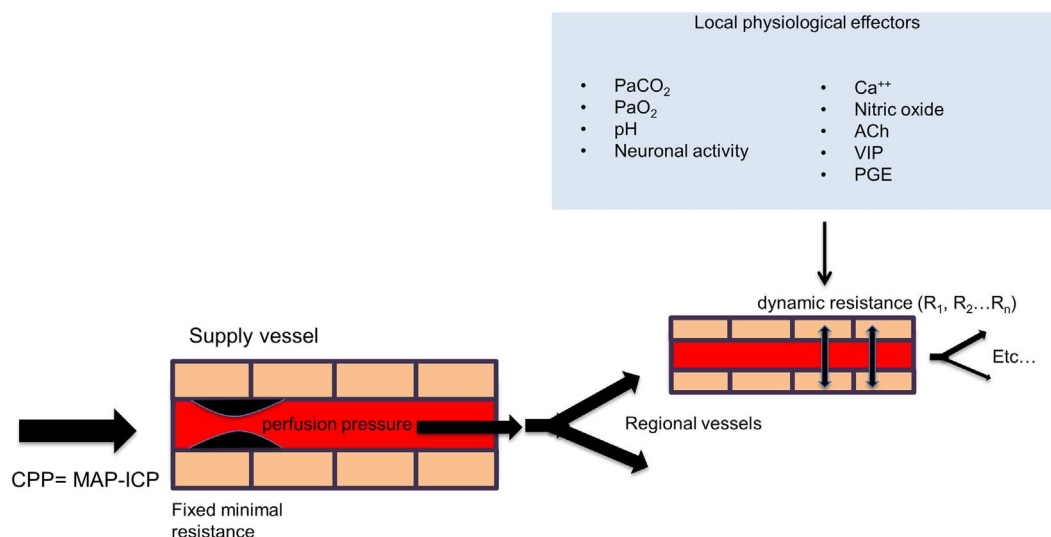 Local physiological effectors
• PaCO₂
• PaO₂
• pH
• Neuronal activity
• Ca⁺⁺
• Nitric oxide
• ACh
• VIP
• PGE
dynamic resistance (R₁, R₂…Rₙ)
Etc…
Supply vessel
perfusion pressure
Regional vessels
CPP= MAP-ICP
Fixed minimal
resistance